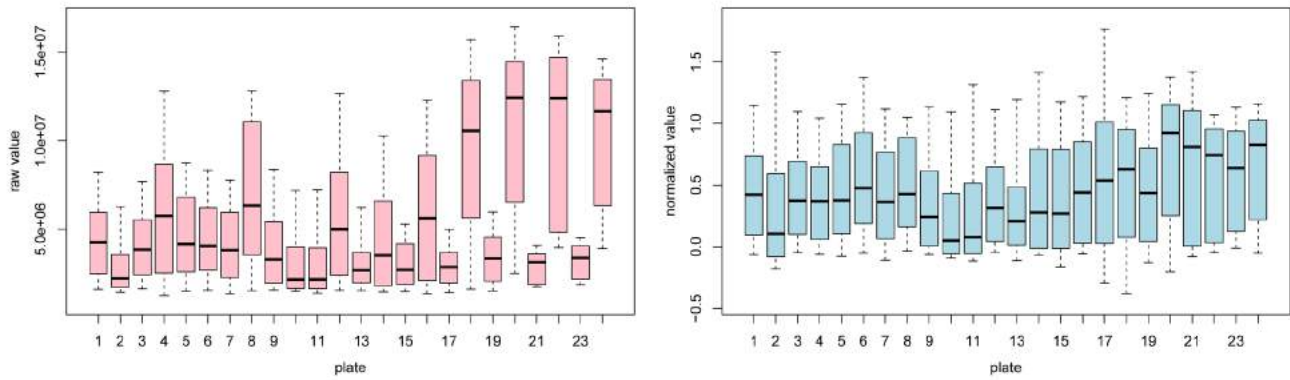 raw value
1.5e+07
1.0e+07
5.0e+06
1 2 3 4 5 6 7 8 9 11 13 15 17 19 21 23
plate
normalized value
1.5
1.0
0.5
0.0
−0.5
1 2 3 4 5 6 7 8 9 11 13 15 17 19 21 23
plate